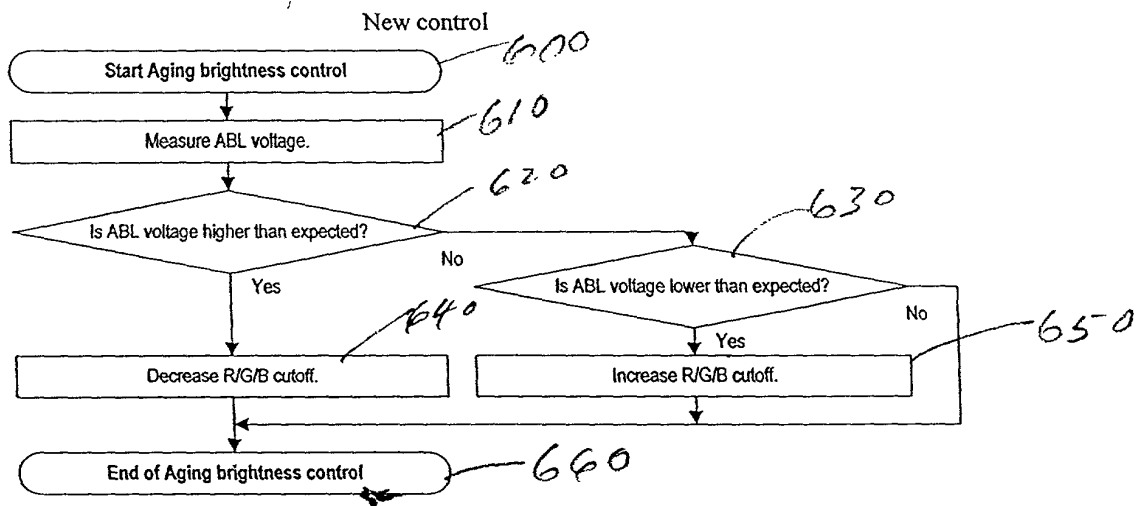 New control
600
Start Aging brightness control
610
Measure ABL voltage.
620
Is ABL voltage higher than expected?
630
No
Is ABL voltage lower than expected?
Yes
No
640
650
Yes
Decrease R/G/B cutoff.
Increase R/G/B cutoff.
End of Aging brightness control
660